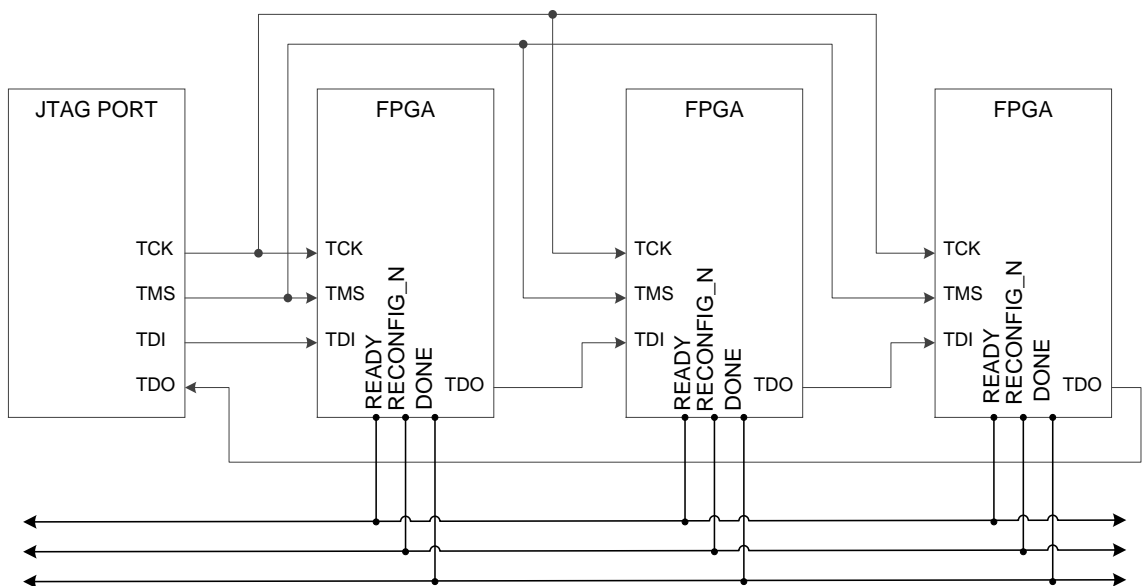 JTAG PORT
TCK
TMS
TDI
TDO
FPGA
TCK
TMS
TDI
READY
RECONFIG_N
DONE
TDO
FPGA
TCK
TMS
TDI
READY
RECONFIG_N
DONE
TDO
FPGA
TCK
TMS
TDI
READY
RECONFIG_N
DONE
TDO